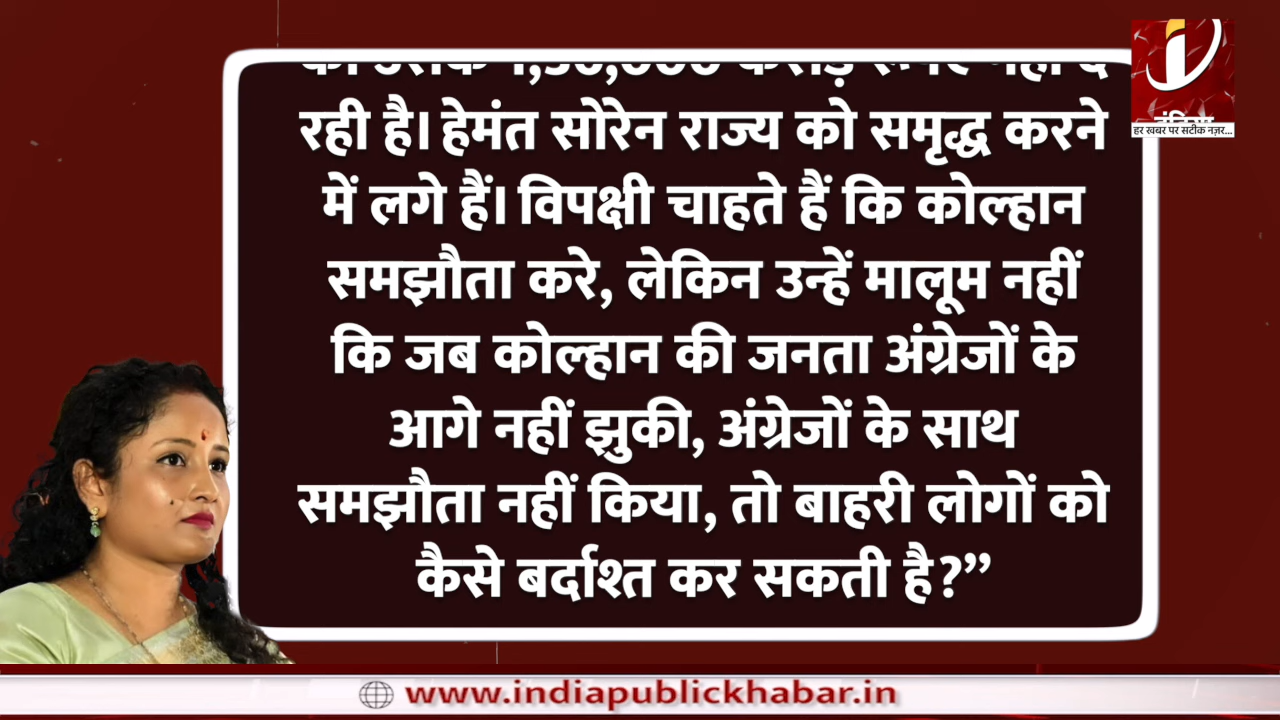 रही है। हेमंत सोरेन राज्य को समृद्ध करने
में लगे हैं। विपक्षी चाहते हैं कि कोल्हान
समझौता करे, लेकिन उन्हें मालूम नहीं
कि जब कोल्हान की जनता अंग्रेजों के
आगे नहीं झुकी, अंग्रेजों के साथ
समझौता नहीं किया, तो बाहरी लोगों को
कैसे बर्दाश्त कर सकती है?”
हर खबर पर सटीक नज़र...
www.indiapublickhabar.in